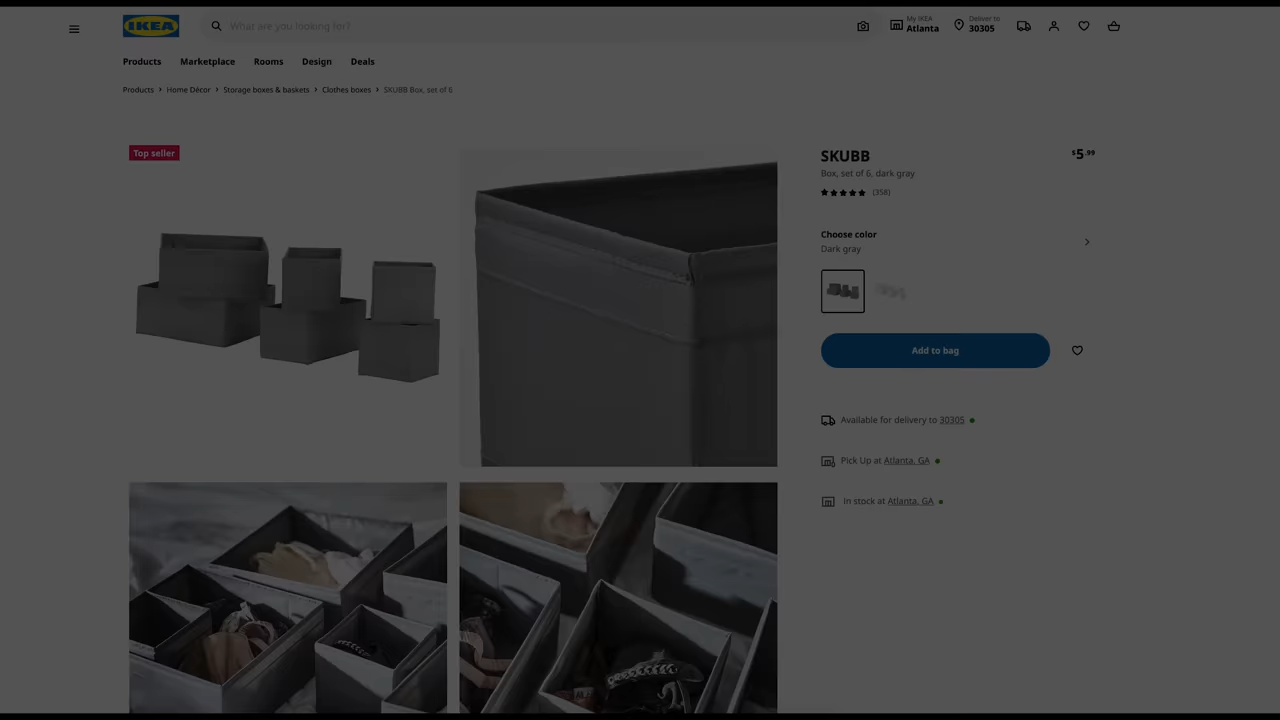 IKEA
What are you looking for?
My IKEA
Atlanta
Deliver to
30305
Products Marketplace Rooms Design Deals
Products › Home Décor › Storage boxes & baskets › Clothes boxes › SKUBB Box, set of 6
Top seller
SKUBB
$5.99
Box, set of 6, dark gray
(358)
Choose color
Dark gray
Add to bag
Available for delivery to 30305
Pick Up at Atlanta, GA
In stock at Atlanta, GA